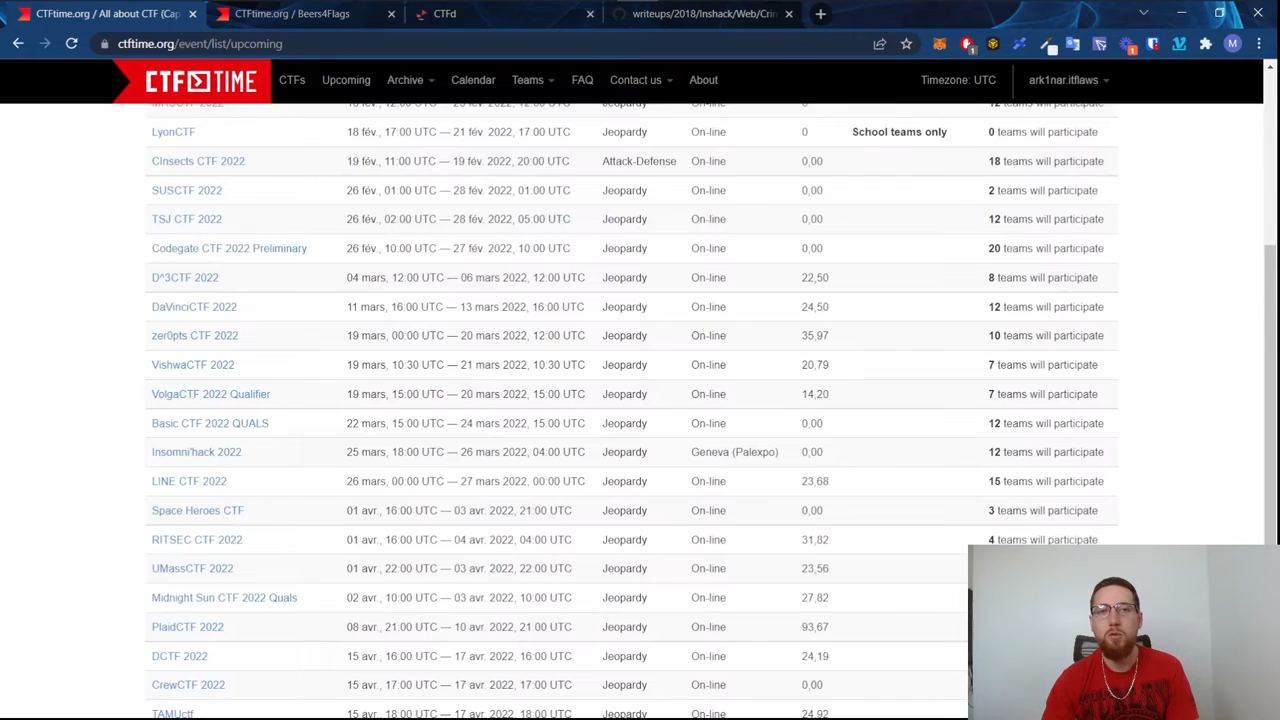 CTFtime.org / All about CTF (Cap
CTFtime.org / Beers4Flags
CTFd
writeups/2018/Inshack/Web/Crin
ctftime.org/event/list/upcoming
1
1
M
CTF TIME
CTFs Upcoming Archive Calendar Teams FAQ Contact us About Timezone: UTC ark1nar.itflaws
LyonCTF 18 fév., 17:00 UTC — 21 fév. 2022, 17:00 UTC Jeopardy On-line 0 School teams only 0 teams will participate
CInsects CTF 2022 19 fév., 11:00 UTC — 19 fév. 2022, 20:00 UTC Attack-Defense On-line 0,00 18 teams will participate
SUSCTF 2022 26 fév., 01:00 UTC — 28 fév. 2022, 01:00 UTC Jeopardy On-line 0,00 2 teams will participate
TSJ CTF 2022 26 fév., 02:00 UTC — 28 fév. 2022, 05:00 UTC Jeopardy On-line 0,00 12 teams will participate
Codegate CTF 2022 Preliminary 26 fév., 10:00 UTC — 27 fév. 2022, 10:00 UTC Jeopardy On-line 0,00 20 teams will participate
D^3CTF 2022 04 mars, 12:00 UTC — 06 mars 2022, 12:00 UTC Jeopardy On-line 22,50 8 teams will participate
DaVinciCTF 2022 11 mars, 16:00 UTC — 13 mars 2022, 16:00 UTC Jeopardy On-line 24,50 12 teams will participate
zer0pts CTF 2022 19 mars, 00:00 UTC — 20 mars 2022, 12:00 UTC Jeopardy On-line 35,97 10 teams will participate
VishwaCTF 2022 19 mars, 10:30 UTC — 21 mars 2022, 10:30 UTC Jeopardy On-line 20,79 7 teams will participate
VolgaCTF 2022 Qualifier 19 mars, 15:00 UTC — 20 mars 2022, 15:00 UTC Jeopardy On-line 14,20 7 teams will participate
Basic CTF 2022 QUALS 22 mars, 15:00 UTC — 24 mars 2022, 15:00 UTC Jeopardy On-line 0,00 12 teams will participate
Insomni'hack 2022 25 mars, 18:00 UTC — 26 mars 2022, 04:00 UTC Jeopardy Geneva (Palexpo) 0,00 12 teams will participate
LINE CTF 2022 26 mars, 00:00 UTC — 27 mars 2022, 00:00 UTC Jeopardy On-line 23,68 15 teams will participate
Space Heroes CTF 01 avr., 16:00 UTC — 03 avr. 2022, 21:00 UTC Jeopardy On-line 0,00 3 teams will participate
RITSEC CTF 2022 01 avr., 16:00 UTC — 04 avr. 2022, 04:00 UTC Jeopardy On-line 31,82 4 teams will participate
UMassCTF 2022 01 avr., 22:00 UTC — 03 avr. 2022, 22:00 UTC Jeopardy On-line 23,56
Midnight Sun CTF 2022 Quals 02 avr., 10:00 UTC — 03 avr. 2022, 10:00 UTC Jeopardy On-line 27,82
PlaidCTF 2022 08 avr., 21:00 UTC — 10 avr. 2022, 21:00 UTC Jeopardy On-line 93,67
DCTF 2022 15 avr., 16:00 UTC — 17 avr. 2022, 16:00 UTC Jeopardy On-line 24,19
CrewCTF 2022 15 avr., 17:00 UTC — 17 avr. 2022, 17:00 UTC Jeopardy On-line 0,00
TAMUctf 15 avr., 18:00 UTC — 17 avr. 2022, 18:00 UTC Jeopardy On-line 24,92